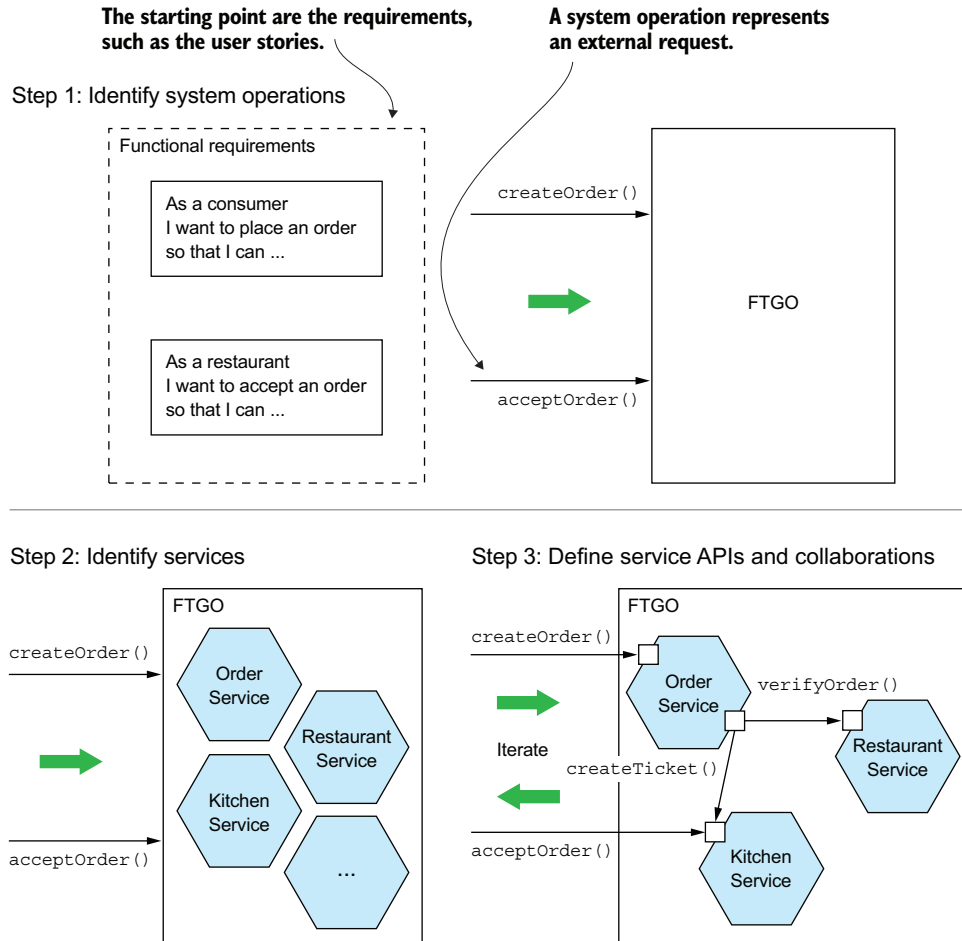 The starting point are the requirements,
such as the user stories.
A system operation represents
an external request.
Step 1: Identify system operations
Functional requirements
As a consumer
I want to place an order
so that I can ...
As a restaurant
I want to accept an order
so that I can ...
createOrder()
acceptOrder()
FTGO
Step 2: Identify services
createOrder()
acceptOrder()
FTGO
Order
Service
Restaurant
Service
Kitchen
Service
...
Step 3: Define service APIs and collaborations
FTGO
createOrder()
Order
Service
verifyOrder()
Restaurant
Service
Iterate
createTicket()
acceptOrder()
Kitchen
Service